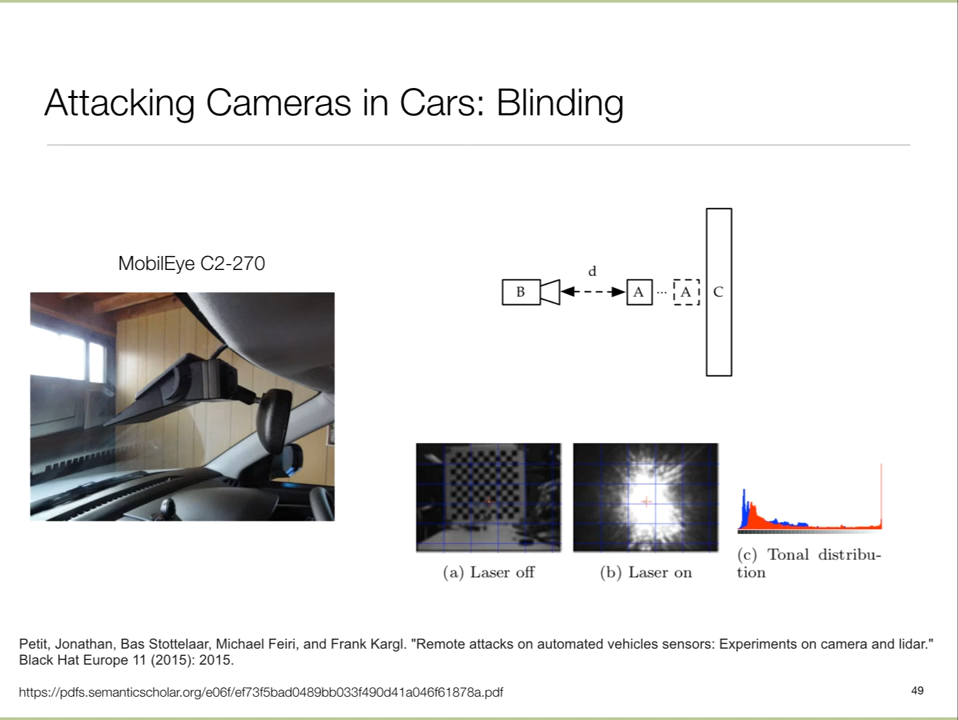 Attacking Cameras in Cars: Blinding
MobilEye C2-270
d
B
A
...
A
C
(a) Laser off
(b) Laser on
(c) Tonal distribu-
tion
Petit, Jonathan, Bas Stottelaar, Michael Feiri, and Frank Kargl. "Remote attacks on automated vehicles sensors: Experiments on camera and lidar."
Black Hat Europe 11 (2015): 2015.
https://pdfs.semanticscholar.org/e06f/ef73f5bad0489bb033f490d41a046f61878a.pdf
49